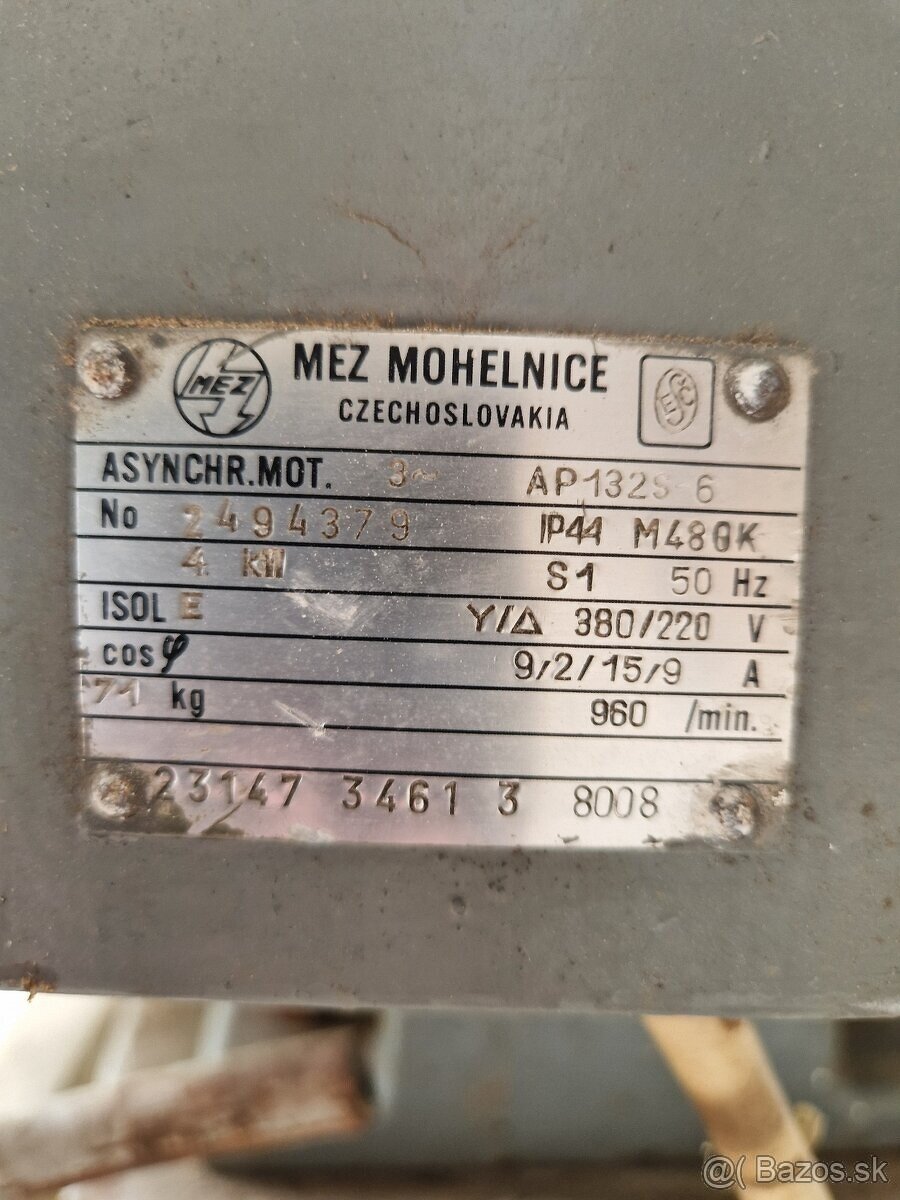 MEZ MEZ MOHELNICE
CZECHOSLOVAKIA
ASYNCHR.MOT. 3~ AP132S-6
No 2494379 IP44 M480K
4 kW S1 50 Hz
ISOL E Y/Δ 380/220 V
cos φ 9/2/15/9 A
71 kg 960 /min.
23147 3461 3 8008
@( Bazos.sk